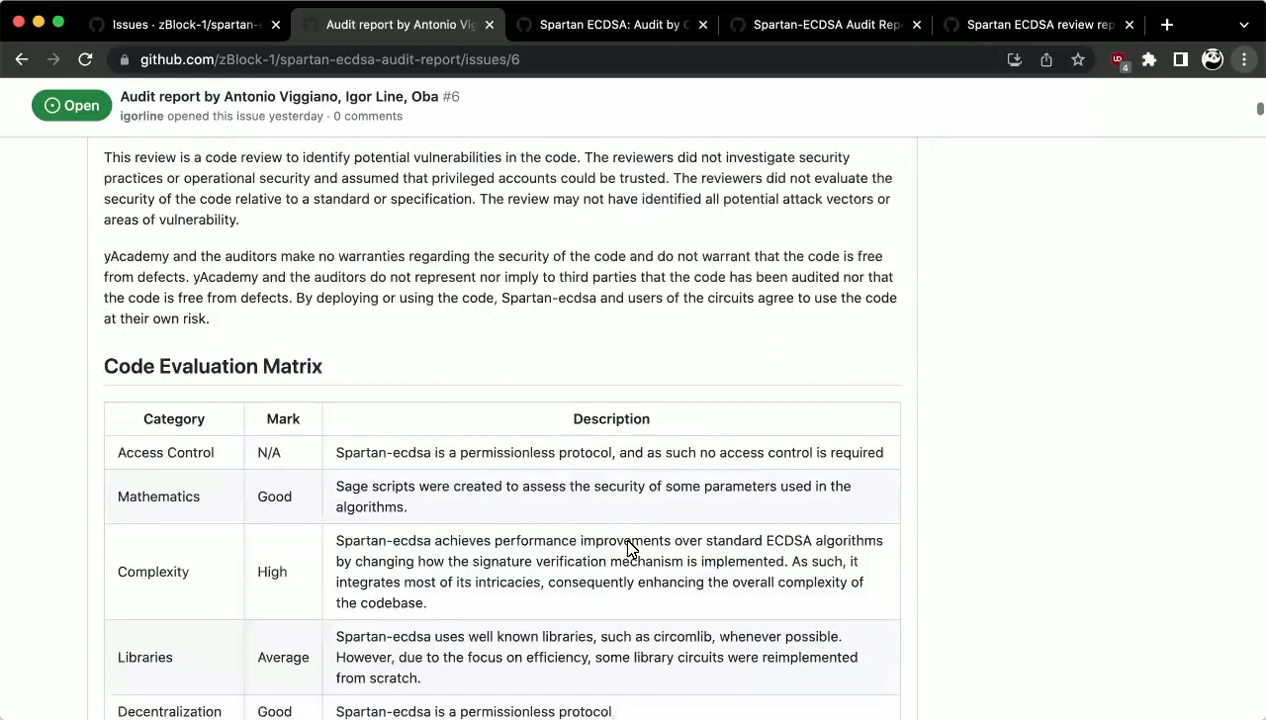 Issues · zBlock-1/spartan-
Audit report by Antonio Vig
Spartan ECDSA: Audit by C
Spartan-ECDSA Audit Rep
Spartan ECDSA review rep
github.com/zBlock-1/spartan-ecdsa-audit-report/issues/6
4
Open
Audit report by Antonio Viggiano, Igor Line, Oba #6
igorline opened this issue yesterday · 0 comments
This review is a code review to identify potential vulnerabilities in the code. The reviewers did not investigate security
practices or operational security and assumed that privileged accounts could be trusted. The reviewers did not evaluate the
security of the code relative to a standard or specification. The review may not have identified all potential attack vectors or
areas of vulnerability.
yAcademy and the auditors make no warranties regarding the security of the code and do not warrant that the code is free
from defects. yAcademy and the auditors do not represent nor imply to third parties that the code has been audited nor that
the code is free from defects. By deploying or using the code, Spartan-ecdsa and users of the circuits agree to use the code
at their own risk.
Code Evaluation Matrix
Category Mark Description
Access Control N/A Spartan-ecdsa is a permissionless protocol, and as such no access control is required
Mathematics Good Sage scripts were created to assess the security of some parameters used in the
algorithms.
Complexity High Spartan-ecdsa achieves performance improvements over standard ECDSA algorithms
by changing how the signature verification mechanism is implemented. As such, it
integrates most of its intricacies, consequently enhancing the overall complexity of
the codebase.
Libraries Average Spartan-ecdsa uses well known libraries, such as circomlib, whenever possible.
However, due to the focus on efficiency, some library circuits were reimplemented
from scratch.
Decentralization Good Spartan-ecdsa is a permissionless protocol